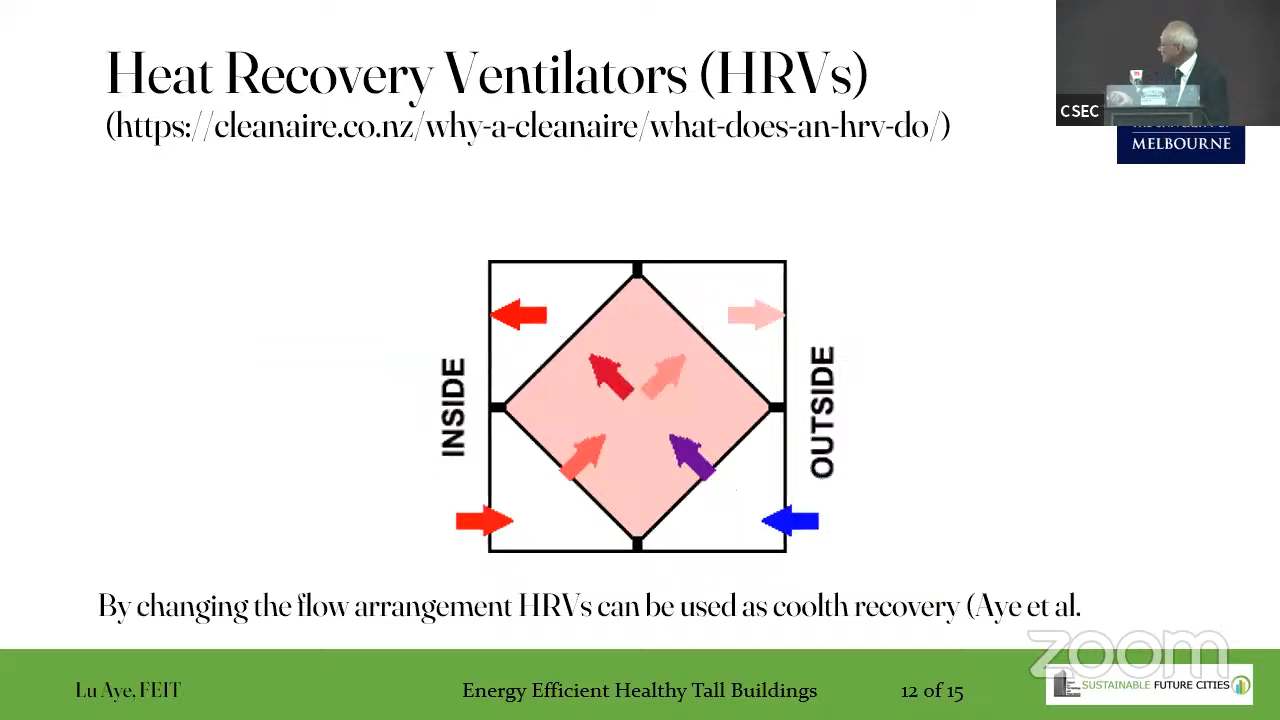 Heat Recovery Ventilators (HRVs)
(https://cleanaire.co.nz/why-a-cleanaire/what-does-an-hrv-do/)
CSEC
MELBOURNE
INSIDE
OUTSIDE
By changing the flow arrangement HRVs can be used as coolth recovery (Aye et al.
zoom
Lu Aye, FEIT
Energy Efficient Healthy Tall Buildings
12 of 15
SUSTAINABLE FUTURE CITIES